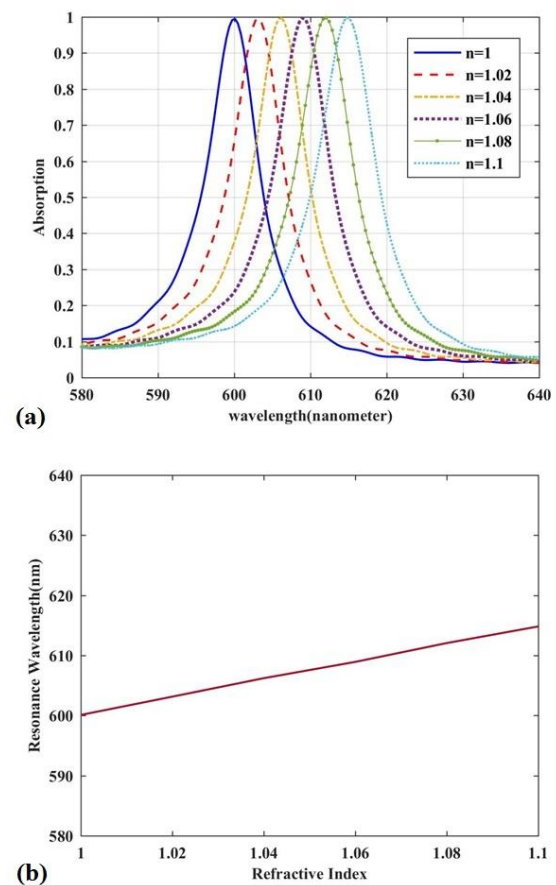 1
0.9
0.8
0.7
0.6
0.5
0.4
0.3
0.2
0.1
0
Absorption
n=1
n=1.02
n=1.04
n=1.06
n=1.08
n=1.1
580 590 600 610 620 630 640
wavelength(nanometer)
(a)
640
630
620
610
600
590
580
Resonance Wavelength(nm)
1 1.02 1.04 1.06 1.08 1.1
Refractive Index
(b)